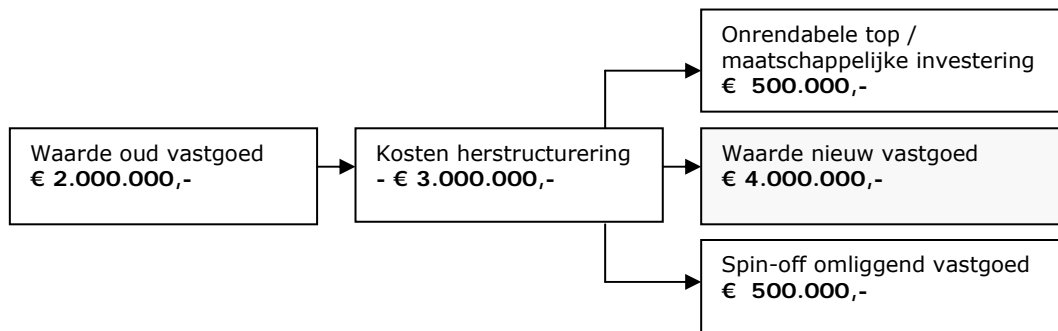 Waarde oud vastgoed
€ 2.000.000,-
Kosten herstructurering
- € 3.000.000,-
Onrendabele top /
maatschappelijke investering
€  500.000,-
Waarde nieuw vastgoed
€ 4.000.000,-
Spin-off omliggend vastgoed
€  500.000,-